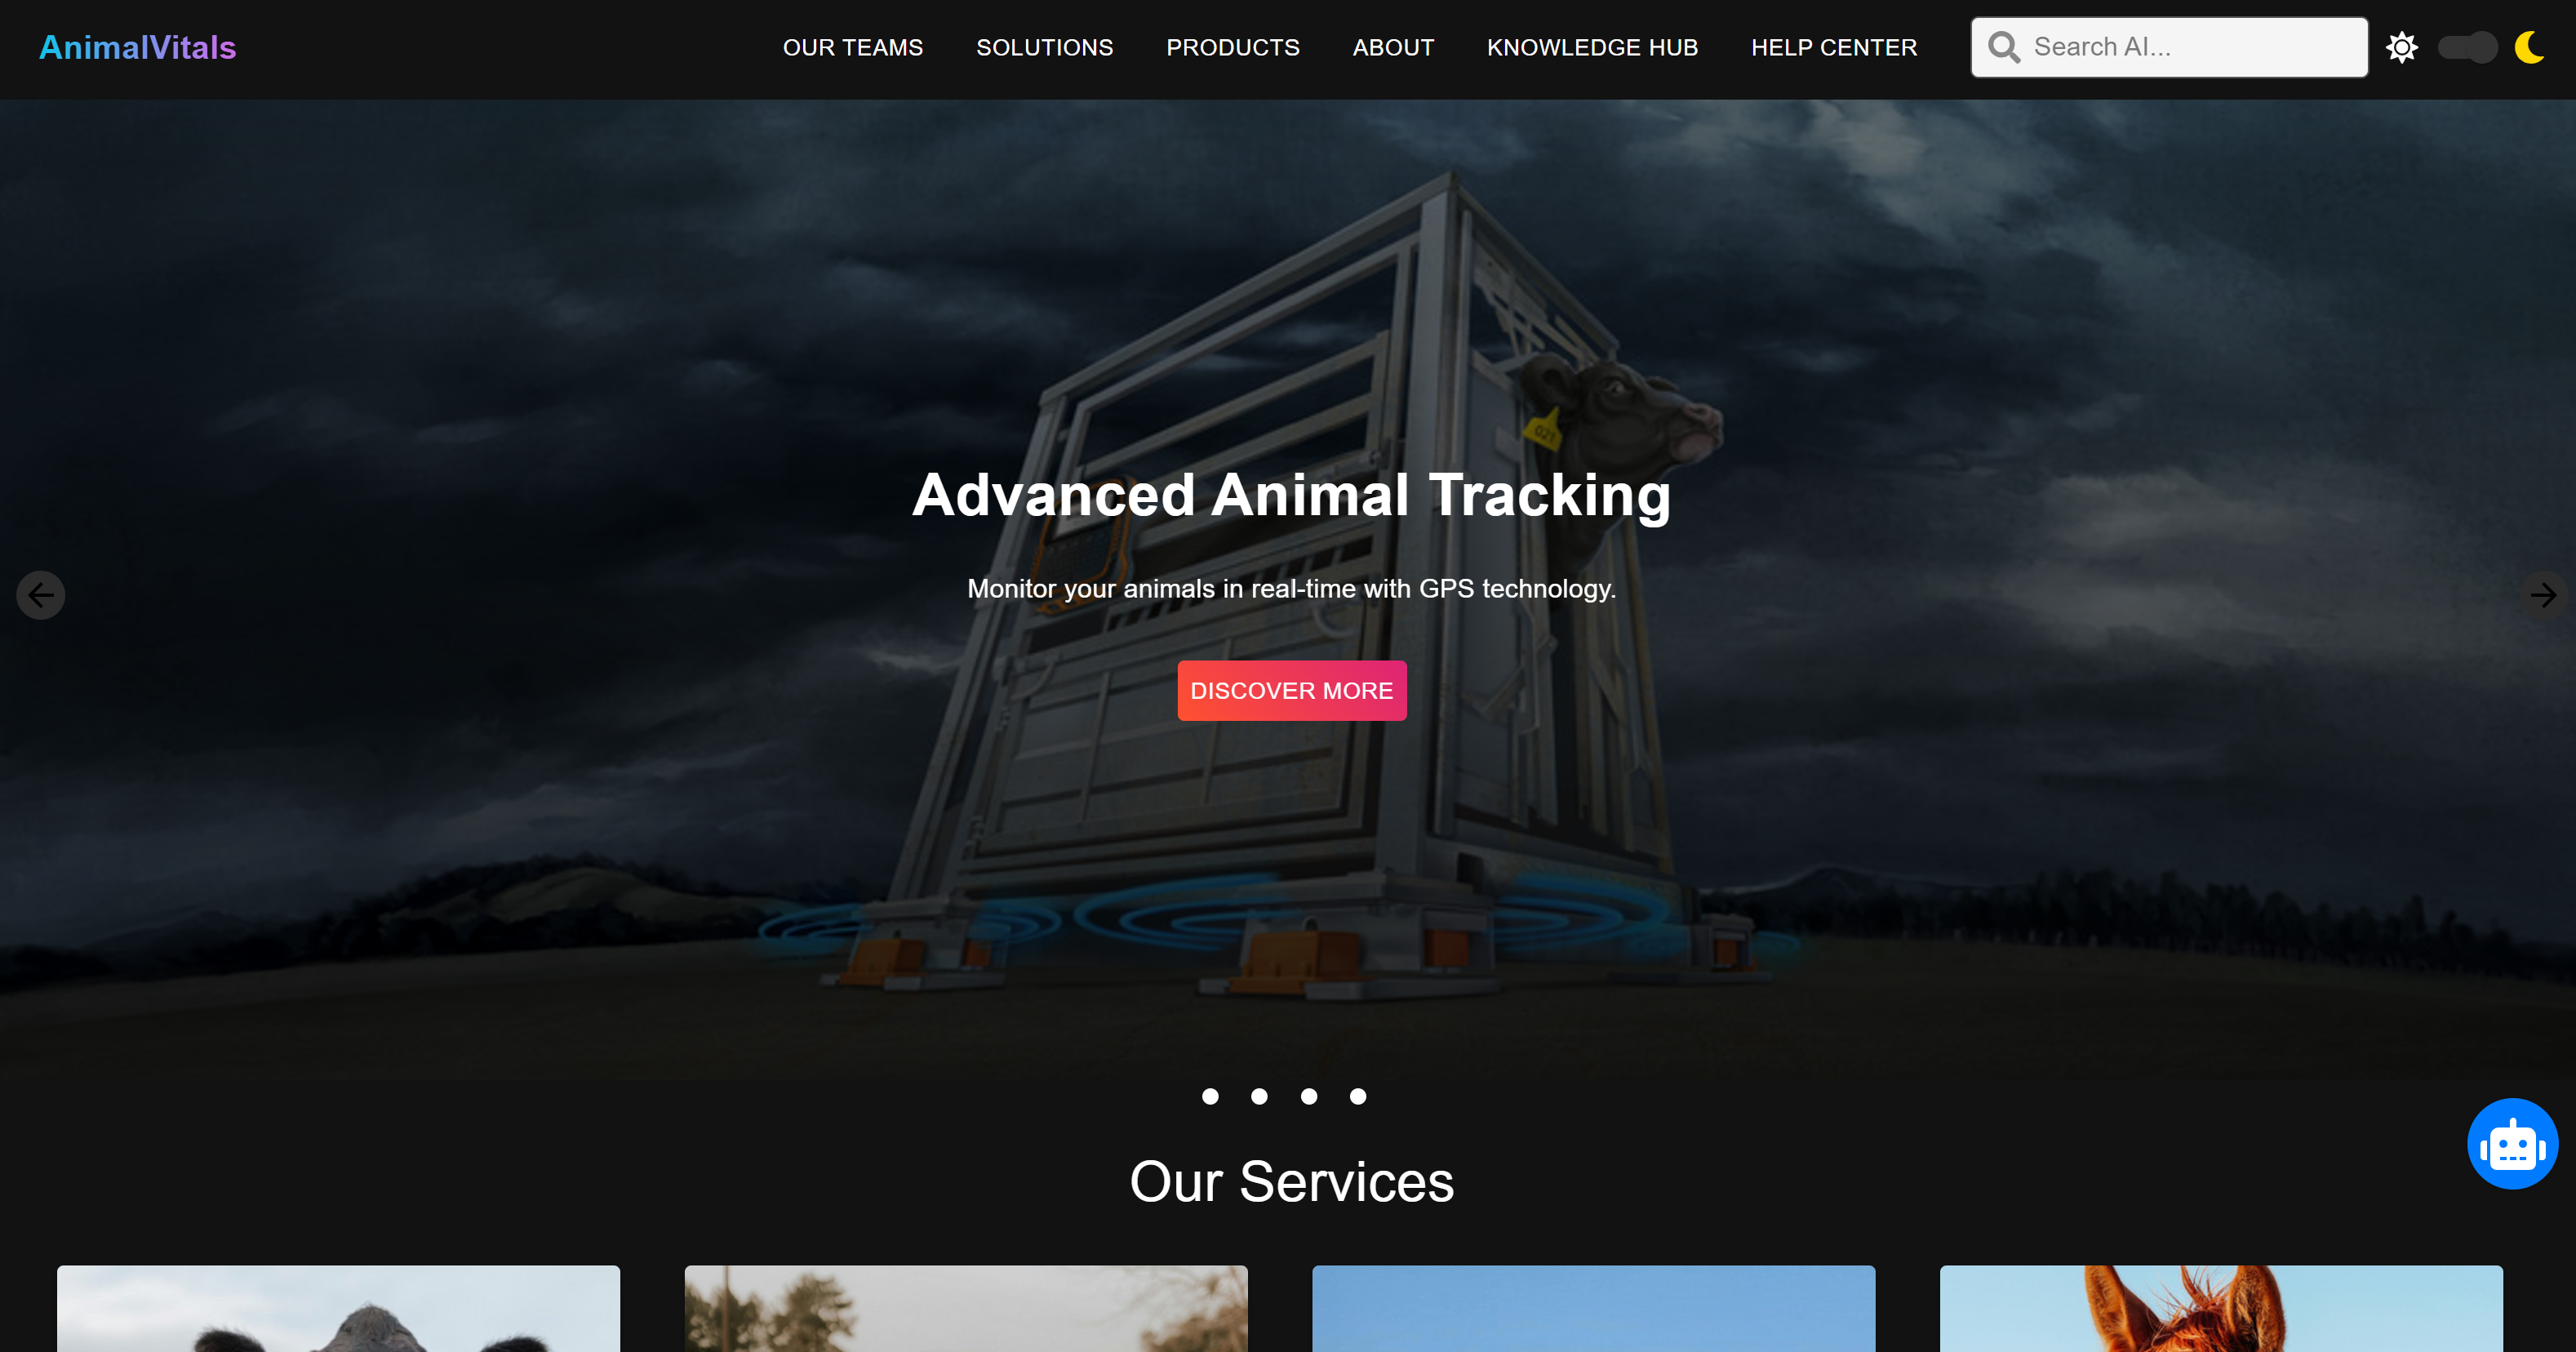 AnimalVitals
OUR TEAMS
SOLUTIONS
PRODUCTS
ABOUT
KNOWLEDGE HUB
HELP CENTER
Search AI...
021
Advanced Animal Tracking
Monitor your animals in real-time with GPS technology.
DISCOVER MORE
Our Services